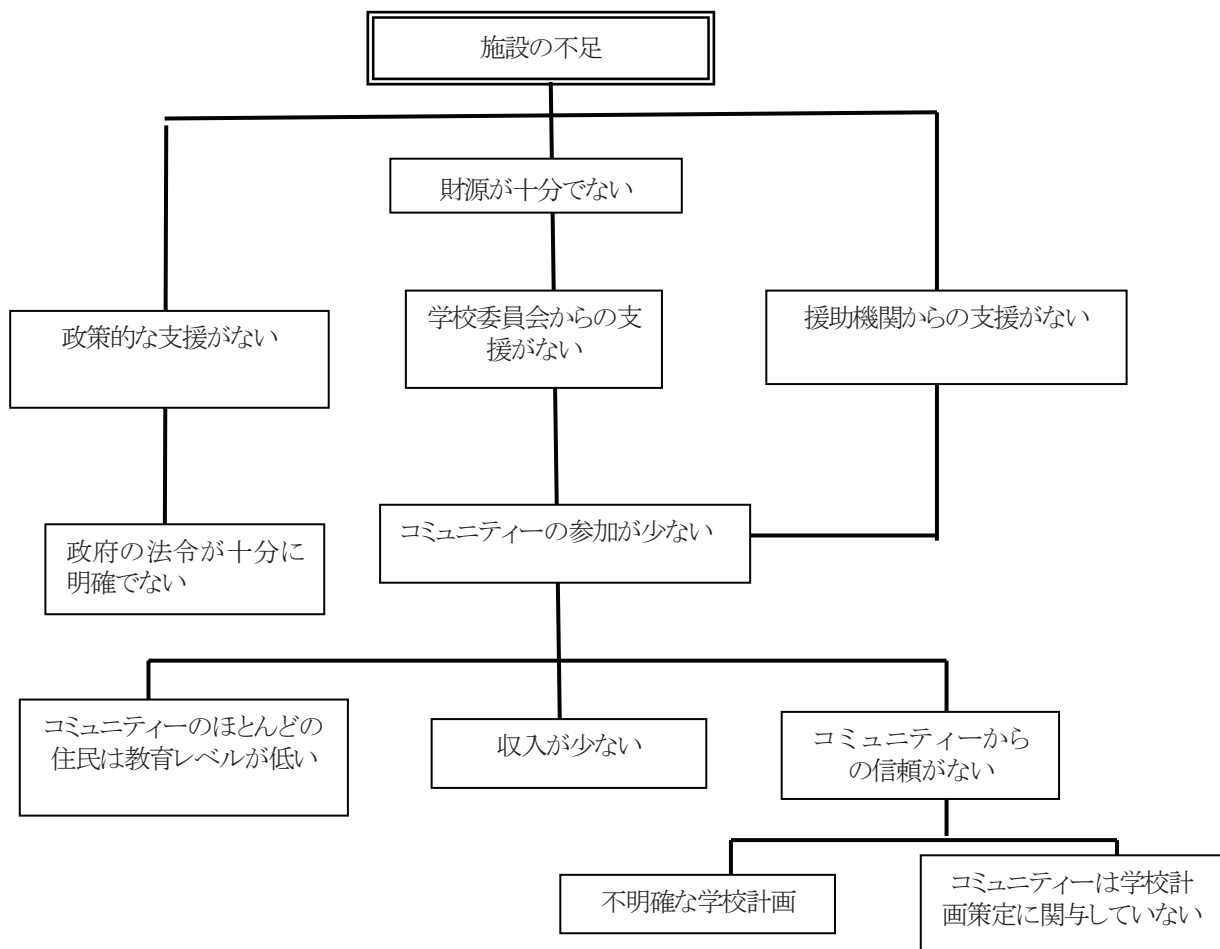 施設の不足
財源が十分でない
政策的な支援がない
学校委員会からの支
援がない
援助機関からの支援がない
政府の法令が十分に
明確でない
コミュニティーの参加が少ない
コミュニティーのほとんどの
住民は教育レベルが低い
収入が少ない
コミュニティーから
の信頼がない
不明確な学校計画
コミュニティーは学校計
画策定に関与していない